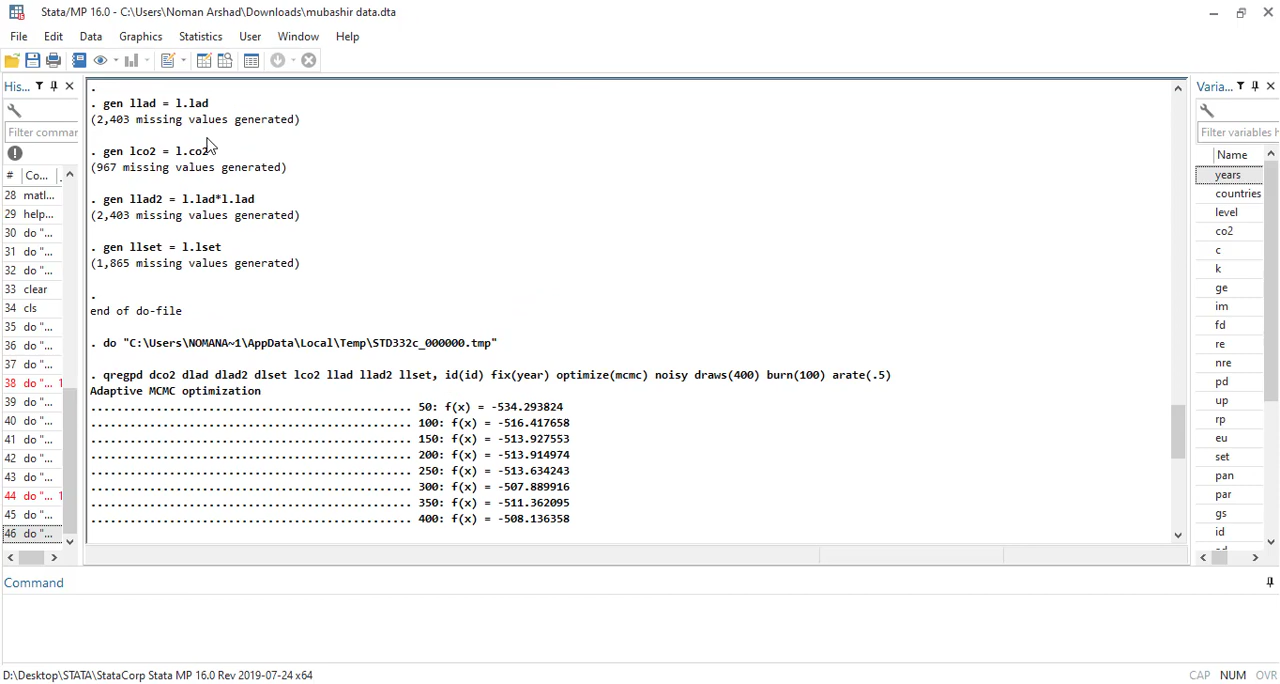 Stata/MP 16.0 - C:\Users\Noman Arshad\Downloads\mubashir data.dta
File Edit Data Graphics Statistics User Window Help
His...
Filter commar
# Co...
28 matl...
29 help...
30 do "...
31 do "...
32 do "...
33 clear
34 cls
35 do "...
36 do "...
37 do "...
38 do "... 1
39 do "...
40 do "...
41 do "...
42 do "...
43 do "...
44 do "... 1
45 do "...
46 do "...
.
. gen llad = l.lad
(2,403 missing values generated)
. gen lco2 = l.co2
(967 missing values generated)
. gen llad2 = l.lad*l.lad
(2,403 missing values generated)
. gen llset = l.lset
(1,865 missing values generated)
.
end of do-file
. do "C:\Users\NOMANA~1\AppData\Local\Temp\STD332c_000000.tmp"
. qregpd dco2 dlad dlad2 dlset lco2 llad llad2 llset, id(id) fix(year) optimize(mcmc) noisy draws(400) burn(100) arate(.5)
Adaptive MCMC optimization
.................................................. 50: f(x) = -534.293824
.................................................. 100: f(x) = -516.417658
.................................................. 150: f(x) = -513.927553
.................................................. 200: f(x) = -513.914974
.................................................. 250: f(x) = -513.634243
.................................................. 300: f(x) = -507.889916
.................................................. 350: f(x) = -511.362095
.................................................. 400: f(x) = -508.136358
Varia...
Filter variables h
Name
years
countries
level
co2
c
k
ge
im
fd
re
nre
pd
up
rp
eu
set
pan
par
gs
id
Command
D:\Desktop\STATA\StataCorp Stata MP 16.0 Rev 2019-07-24 x64
CAP NUM OVR